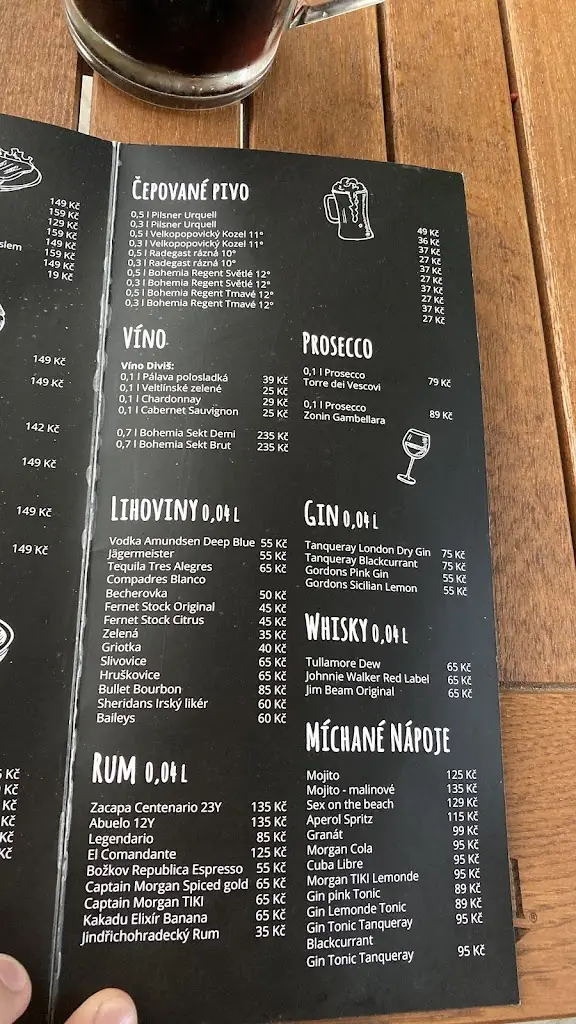 149 Kč
159 Kč
129 Kč
159 Kč
slem 149 Kč
159 Kč
149 Kč
19 Kč
149 Kč
149 Kč
142 Kč
149 Kč
149 Kč
149 Kč
Kč
Kč
Kč
Kč
Kč
Kč
ČEPOVANÉ PIVO
0,5 l Pilsner Urquell 49 Kč
0,3 l Pilsner Urquell 36 Kč
0,5 l Velkopopovický Kozel 11° 37 Kč
0,3 l Velkopopovický Kozel 11° 27 Kč
0,5 l Radegast rázná 10° 37 Kč
0,3 l Radegast rázná 10° 27 Kč
0,5 l Bohemia Regent Světlé 12° 37 Kč
0,3 l Bohemia Regent Světlé 12° 27 Kč
0,5 l Bohemia Regent Tmavé 12° 37 Kč
0,3 l Bohemia Regent Tmavé 12° 27 Kč
VÍNO
Víno Diviš:
0,1 l Pálava polosladká 39 Kč
0,1 l Veltlínské zelené 25 Kč
0,1 l Chardonnay 29 Kč
0,1 l Cabernet Sauvignon 25 Kč
0,7 l Bohemia Sekt Demi 235 Kč
0,7 l Bohemia Sekt Brut 235 Kč
PROSECCO
0,1 l Prosecco
Torre dei Vescovi 79 Kč
0,1 l Prosecco
Zonin Gambellara 89 Kč
LIHOVINY 0,04 L
Vodka Amundsen Deep Blue 55 Kč
Jägermeister 55 Kč
Tequila Tres Alegres 65 Kč
Compadres Blanco
Becherovka 50 Kč
Fernet Stock Original 45 Kč
Fernet Stock Citrus 45 Kč
Zelená 35 Kč
Griotka 40 Kč
Slivovice 65 Kč
Hruškovice 65 Kč
Bullet Bourbon 85 Kč
Sheridans Irský likér 60 Kč
Baileys 60 Kč
GIN 0,04 L
Tanqueray London Dry Gin 75 Kč
Tanqueray Blackcurrant 75 Kč
Gordons Pink Gin 55 Kč
Gordons Sicilian Lemon 55 Kč
WHISKY 0,04 L
Tullamore Dew 65 Kč
Johnnie Walker Red Label 65 Kč
Jim Beam Original 65 Kč
RUM 0,04 L
Zacapa Centenario 23Y 135 Kč
Abuelo 12Y 135 Kč
Legendario 85 Kč
El Comandante 125 Kč
Božkov Republica Espresso 55 Kč
Captain Morgan Spiced gold 65 Kč
Captain Morgan TIKI 65 Kč
Kakadu Elixír Banana 65 Kč
Jindřichohradecký Rum 35 Kč
MÍCHANÉ NÁPOJE
Mojito 125 Kč
Mojito - malinové 135 Kč
Sex on the beach 129 Kč
Aperol Spritz 115 Kč
Granát 99 Kč
Morgan Cola 95 Kč
Cuba Libre 95 Kč
Morgan TIKI Lemonde 95 Kč
Gin pink Tonic 89 Kč
Gin Lemonde Tonic 89 Kč
Gin Tonic Tanqueray 95 Kč
Blackcurrant
Gin Tonic Tanqueray 95 Kč